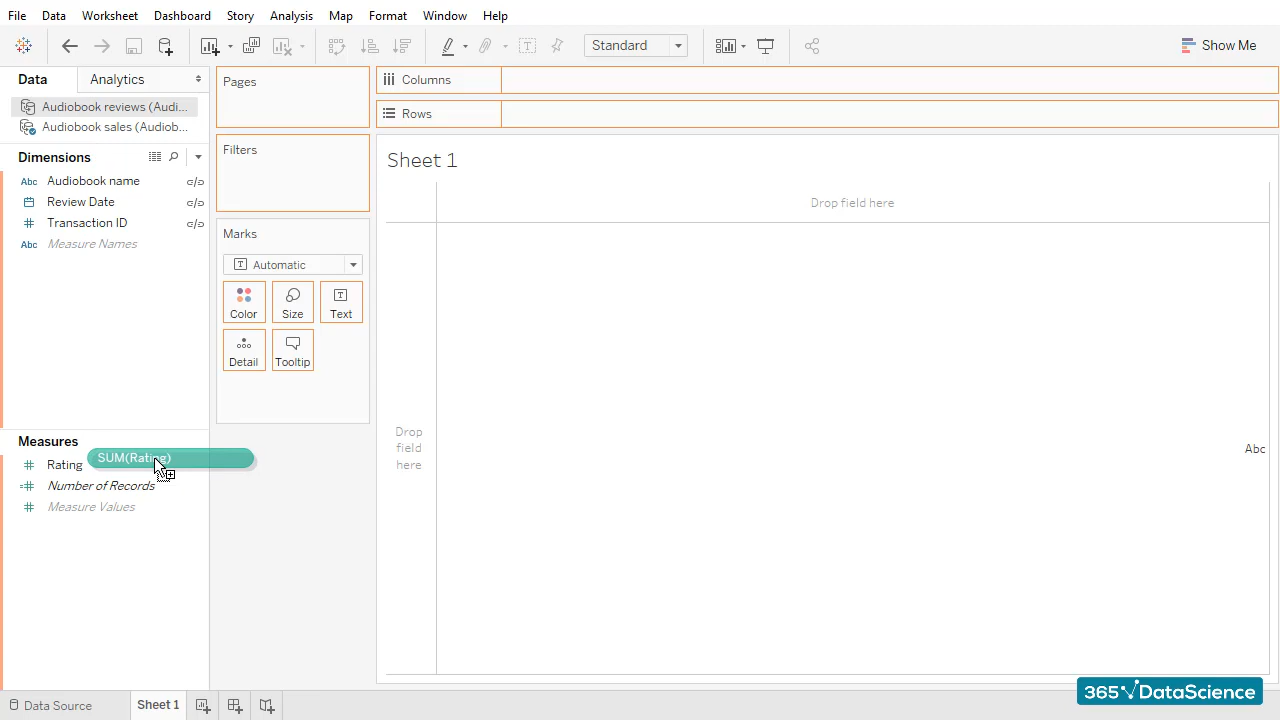 File Data Worksheet Dashboard Story Analysis Map Format Window Help
Standard
Show Me
Data Analytics
Audiobook reviews (Audi...
Audiobook sales (Audiob...
Dimensions
Abc Audiobook name
Review Date
Transaction ID
Abc Measure Names
Measures
Rating
SUM(Rating)
Number of Records
Measure Values
Pages
Filters
Marks
Automatic
Color Size Text
Detail Tooltip
Columns
Rows
Sheet 1
Drop field here
Drop
field
here
Abc
Data Source Sheet 1
365 DataScience